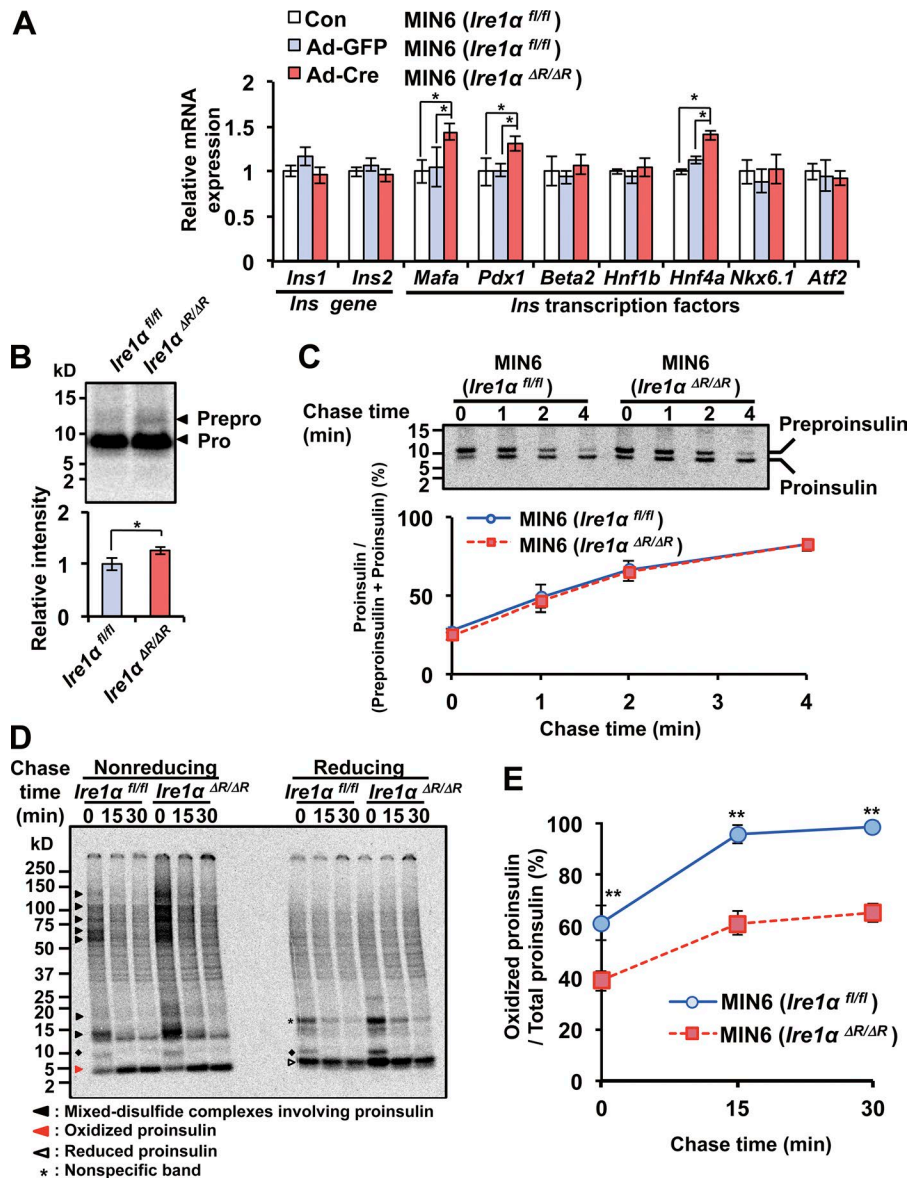 A
Con MIN6 (Ire1α fl/fl)
Ad-GFP MIN6 (Ire1α fl/fl)
Ad-Cre MIN6 (Ire1α ΔR/ΔR)
Relative mRNA
expression
2
1.5
1
0.5
0
* * * * * *
Ins1 Ins2 Mafa Pdx1 Beta2 Hnf1b Hnf4a Nkx6.1 Atf2
Ins gene Ins transcription factors
B
Ire1α fl/fl Ire1α ΔR/ΔR
kD
15
10
5
2
Prepro
Pro
Relative intensity
2
1
0
*
Ire1α fl/fl Ire1α ΔR/ΔR
C
MIN6 MIN6
(Ire1α fl/fl) (Ire1α ΔR/ΔR)
Chase time 0 1 2 4 0 1 2 4
(min)
15
10
5
2
Preproinsulin
Proinsulin
Proinsulin /
(Preproinsulin + Proinsulin) (%)
100
50
0
MIN6 (Ire1α fl/fl)
MIN6 (Ire1α ΔR/ΔR)
0 1 2 3 4
Chase time (min)
D
Chase Nonreducing Reducing
time Ire1α fl/fl Ire1α ΔR/ΔR Ire1α fl/fl Ire1α ΔR/ΔR
(min) 0 15 30 0 15 30 0 15 30 0 15 30
kD
250
150
100
75
50
37
25
20
15
10
5
2
*
: Mixed-disulfide complexes involving proinsulin
: Oxidized proinsulin
: Reduced proinsulin
* : Nonspecific band
E
Oxidized proinsulin
/ Total proinsulin (%)
100
80
60
40
20
0
** ** **
MIN6 (Ire1α fl/fl)
MIN6 (Ire1α ΔR/ΔR)
0 15 30
Chase time (min)